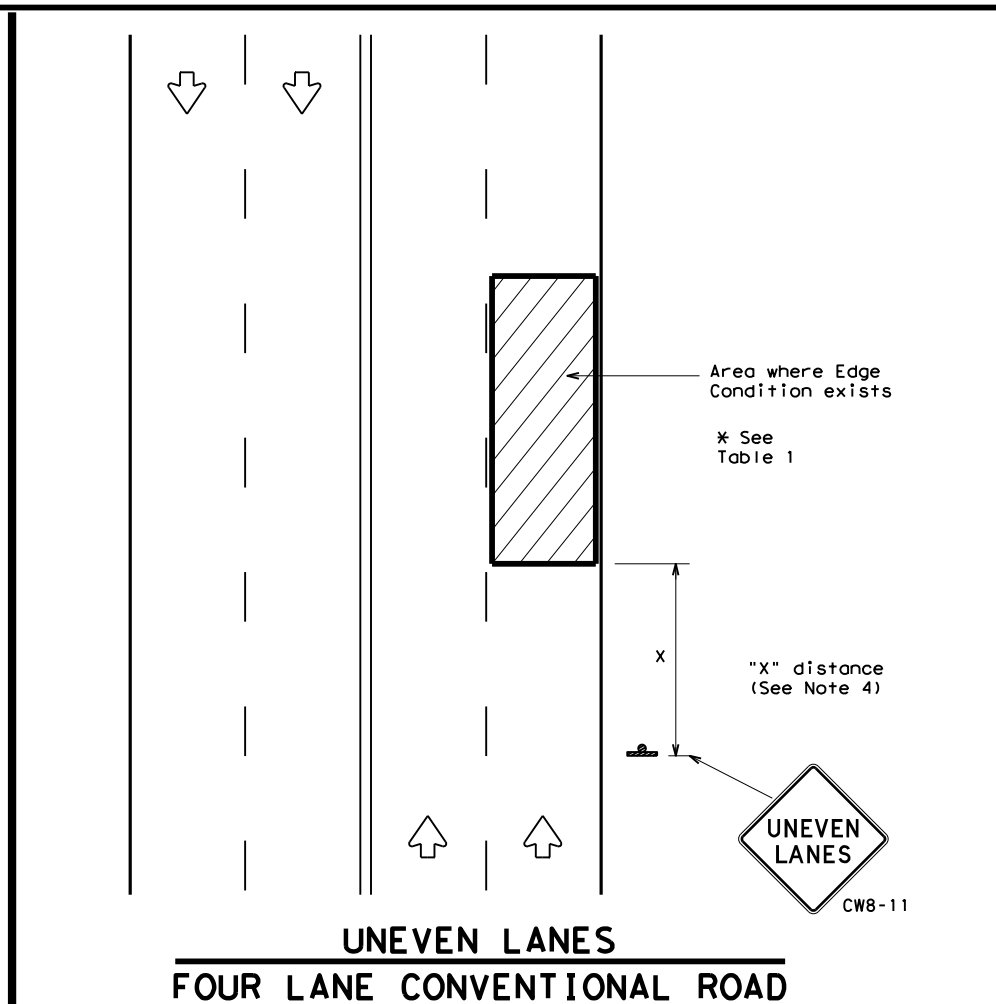 Area where Edge
Condition exists
* See
Table 1
X
"X" distance
(See Note 4)
UNEVEN
LANES
CW8-11
UNEVEN LANES
FOUR LANE CONVENTIONAL ROAD